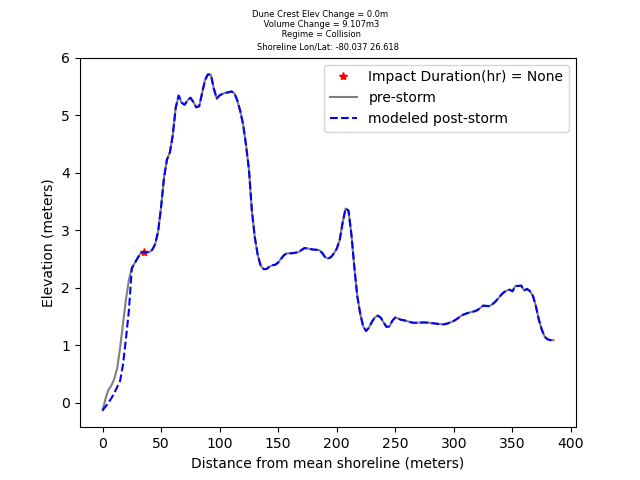 Dune Crest Elev Change = 0.0m
Volume Change = 9.107m3
Regime = Collision
Shoreline Lon/Lat: -80.037 26.618
Impact Duration(hr) = None
pre-storm
modeled post-storm
Elevation (meters)
6
5
4
3
2
1
0
0 50 100 150 200 250 300 350 400
Distance from mean shoreline (meters)